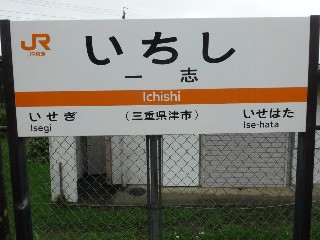 JR
JR東海
いちし
一志
Ichishi
いせぎ
Isegi
(三重県津市)
いせはた
Ise-hata